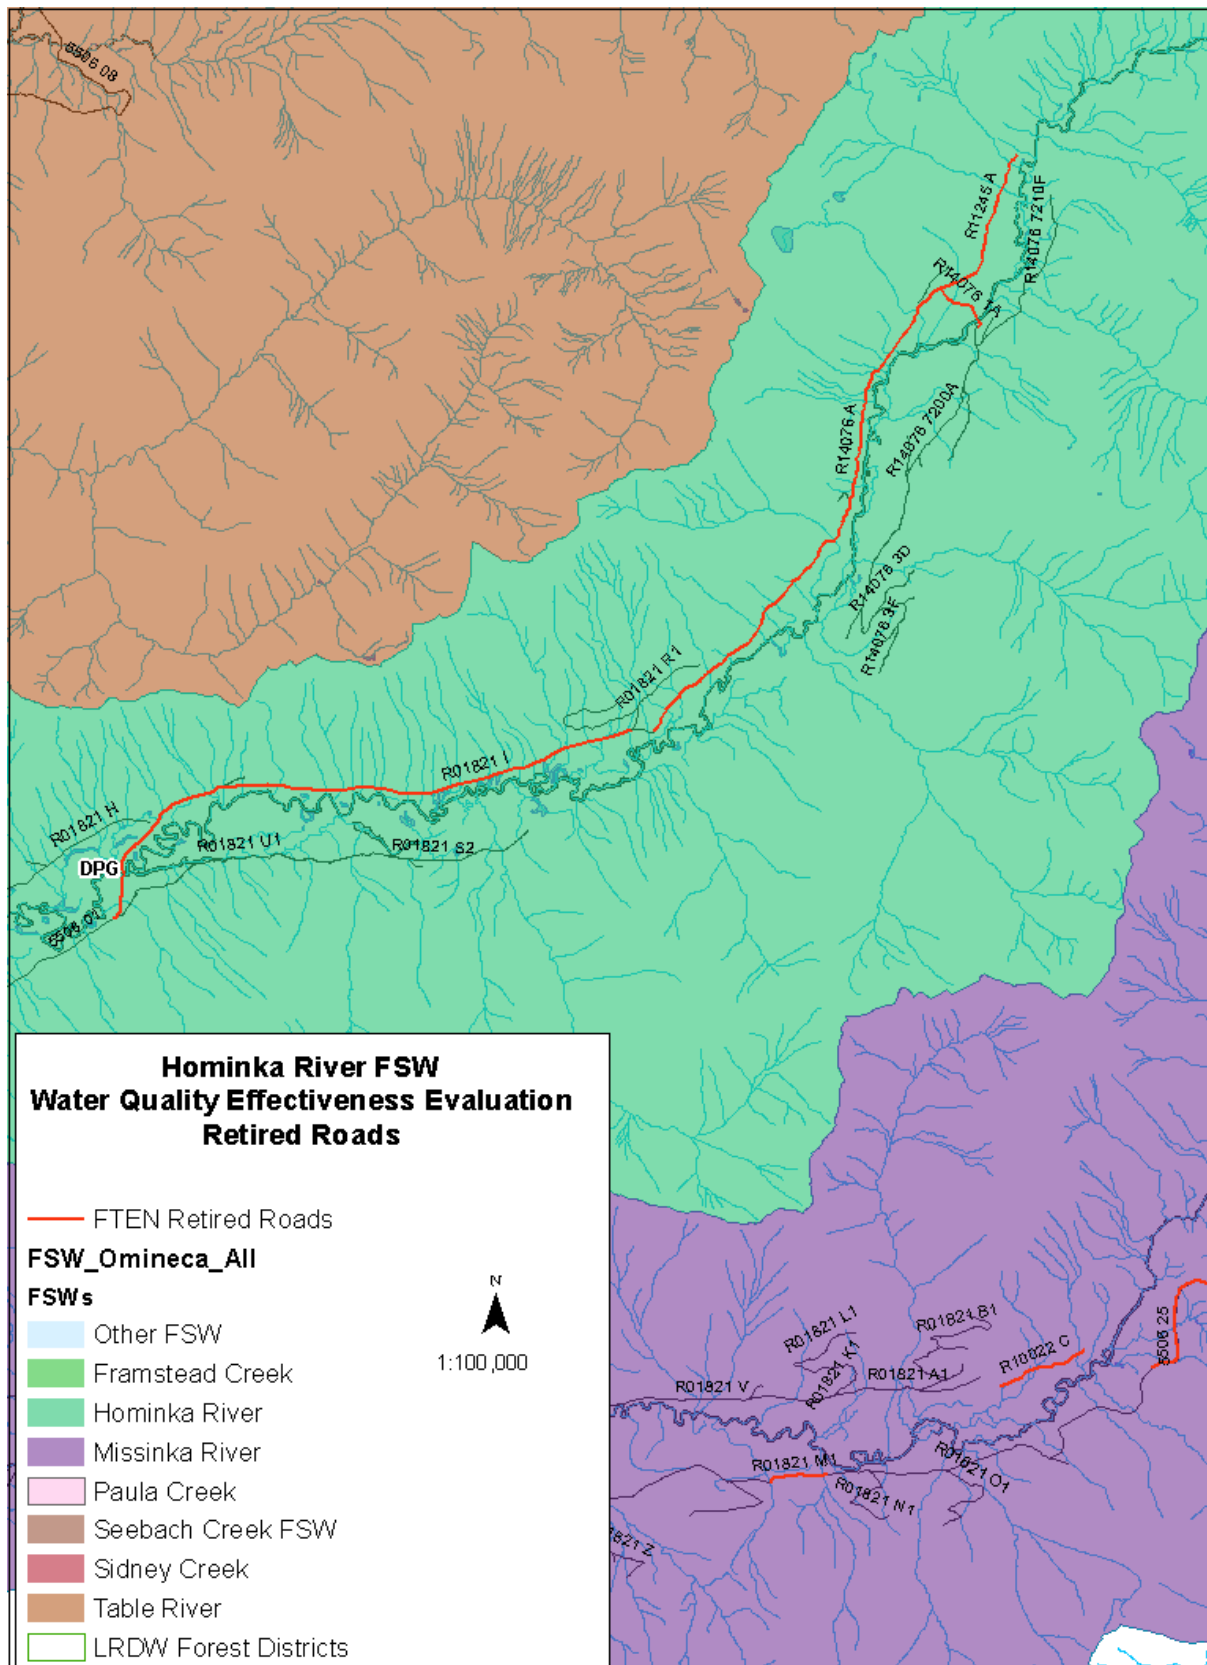 5506 08
R11245 A
R14076 7210F
R14076 1A
R14076 A
R14076 7200A
R14076 3D
R14076 3F
R01821 R1
R01821 I
R01821 H
R01821 U1
R01821 S2
DPG
5506 01
Hominka River FSW
Water Quality Effectiveness Evaluation
Retired Roads
FTEN Retired Roads
FSW_Omineca_All
FSWs
Other FSW
Framstead Creek
Hominka River
Missinka River
Paula Creek
Seebach Creek FSW
Sidney Creek
Table River
LRDW Forest Districts
N
1:100,000
R01821 L1
R01821 B1
R01821 K1
R01821 A1
R10022 C
5506 25
R01821 V
R01821 M1
R01821 O1
R01821 N1
1821 Z